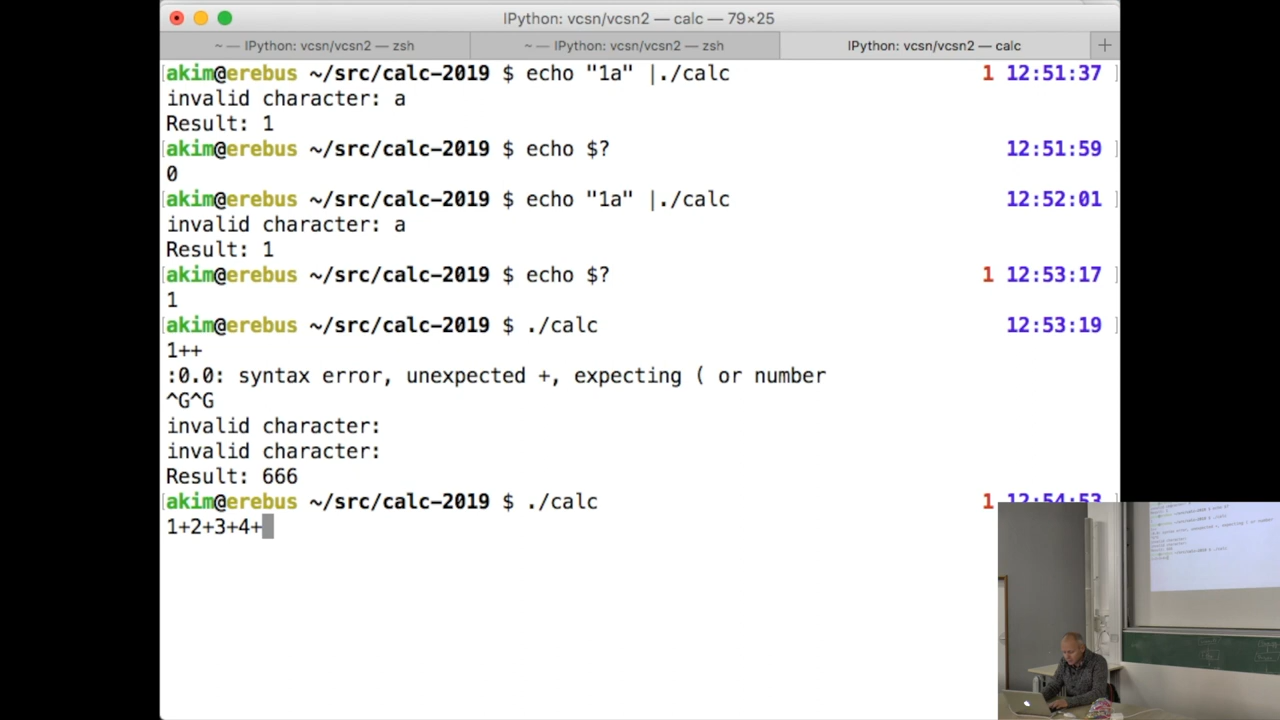 IPython: vcsn/vcsn2 — calc — 79×25
~ — IPython: vcsn/vcsn2 — zsh ~ — IPython: vcsn/vcsn2 — zsh IPython: vcsn/vcsn2 — calc +
[akim@erebus ~/src/calc-2019 $ echo "1a" |./calc 1 12:51:37 ]
invalid character: a
Result: 1
[akim@erebus ~/src/calc-2019 $ echo $? 12:51:59 ]
0
[akim@erebus ~/src/calc-2019 $ echo "1a" |./calc 12:52:01 ]
invalid character: a
Result: 1
[akim@erebus ~/src/calc-2019 $ echo $? 1 12:53:17 ]
1
[akim@erebus ~/src/calc-2019 $ ./calc 12:53:19 ]
1++
:0.0: syntax error, unexpected +, expecting ( or number
^G^G
invalid character:
invalid character:
Result: 666
[akim@erebus ~/src/calc-2019 $ ./calc 1 12:54:53 ]
1+2+3+4+